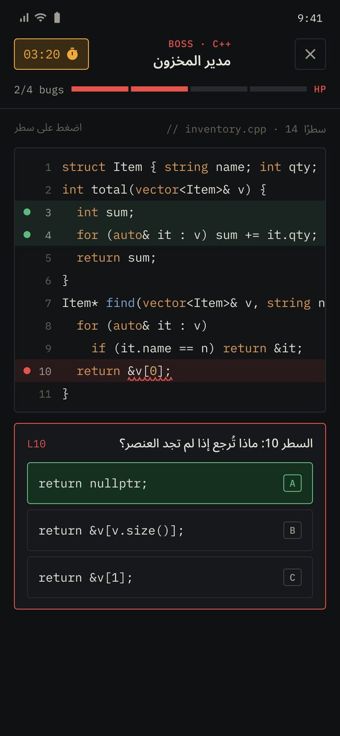 9:41
03:20
BOSS · C++
مدير المخزون
2/4 bugs
HP
اضغط على سطر
// inventory.cpp · 14 سطرًا
1 struct Item { string name; int qty;
2 int total(vector<Item>& v) {
3 int sum;
4 for (auto& it : v) sum += it.qty;
5 return sum;
6 }
7 Item* find(vector<Item>& v, string n
8 for (auto& it : v)
9 if (it.name == n) return &it;
10 return &v[0];
11 }
L10
السطر 10: ماذا تُرجع إذا لم تجد العنصر؟
return nullptr; A
return &v[v.size()]; B
return &v[1]; C